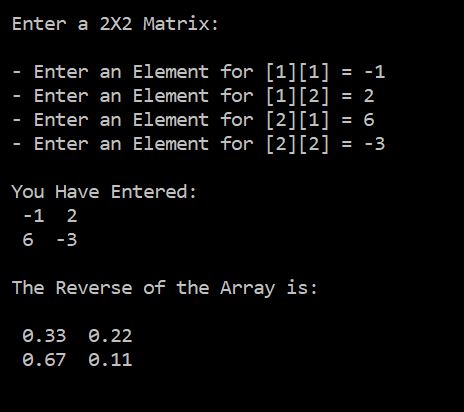 Enter a 2X2 Matrix:
- Enter an Element for [1][1] = -1
- Enter an Element for [1][2] = 2
- Enter an Element for [2][1] = 6
- Enter an Element for [2][2] = -3
You Have Entered:
-1  2
6  -3
The Reverse of the Array is:
0.33  0.22
0.67  0.11